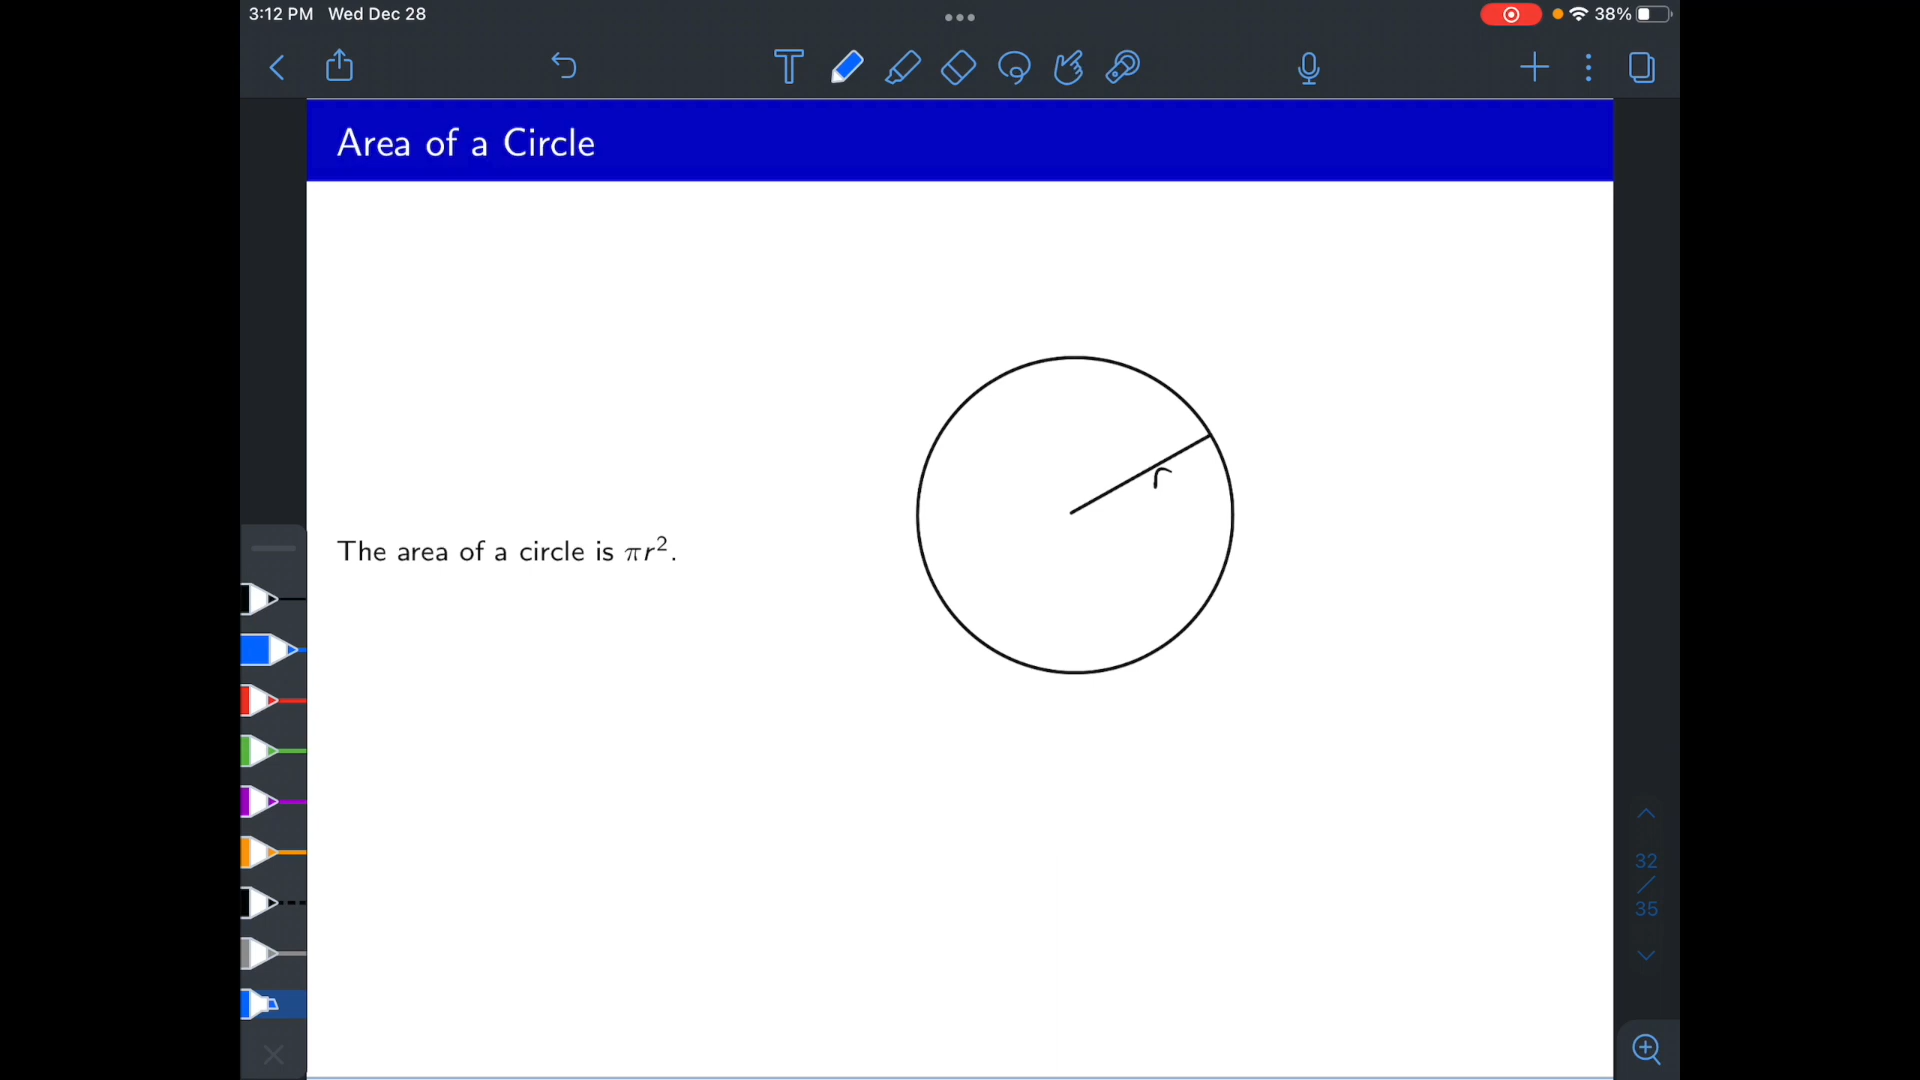 3:12 PM Wed Dec 28
38%
T
Area of a Circle
r
The area of a circle is πr².
32
/
35